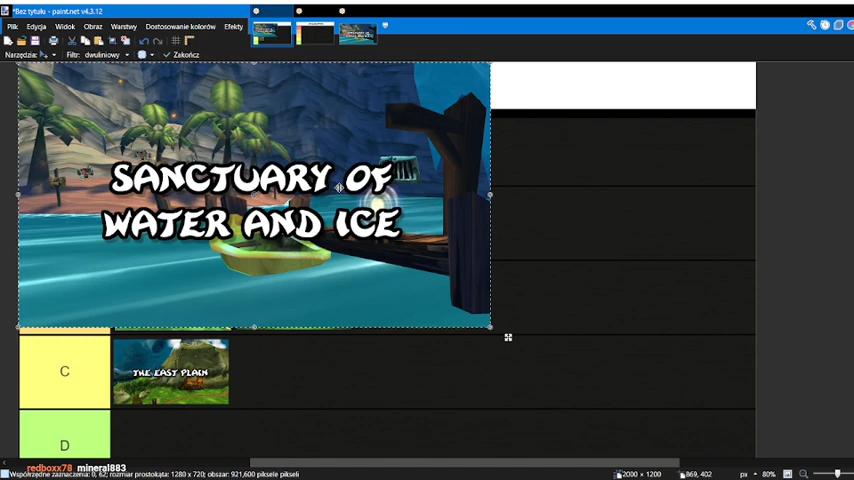 *Bez tytułu - paint.net v4.3.12
Plik Edycja Widok Obraz Warstwy Dostosowanie kolorów Efekty
Narzędzia: Filtr: dwuliniowy Zakończ
SANCTUARY OF
WATER AND ICE
C
THE EAST PLAIN
D
redboxx78 mineral883
Współrzędne zaznaczenia: 0, 62; rozmiar prostokąta: 1280 x 720; obszar: 921,600 piksele pikseli
2000 x 1200
869, 402
px
80%